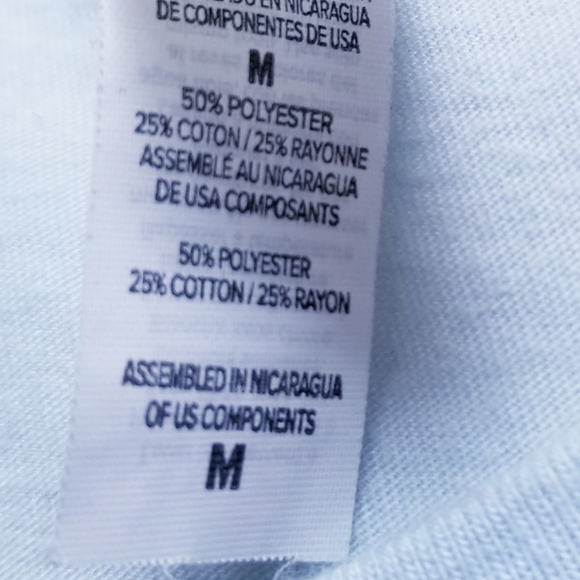 EN NICARAGUA
DE COMPONENTES DE USA
M
50% POLYESTER
25% COTON / 25% RAYONNE
ASSEMBLÉ AU NICARAGUA
DE USA COMPOSANTS
50% POLYESTER
25% COTTON / 25% RAYON
ASSEMBLED IN NICARAGUA
OF US COMPONENTS
M